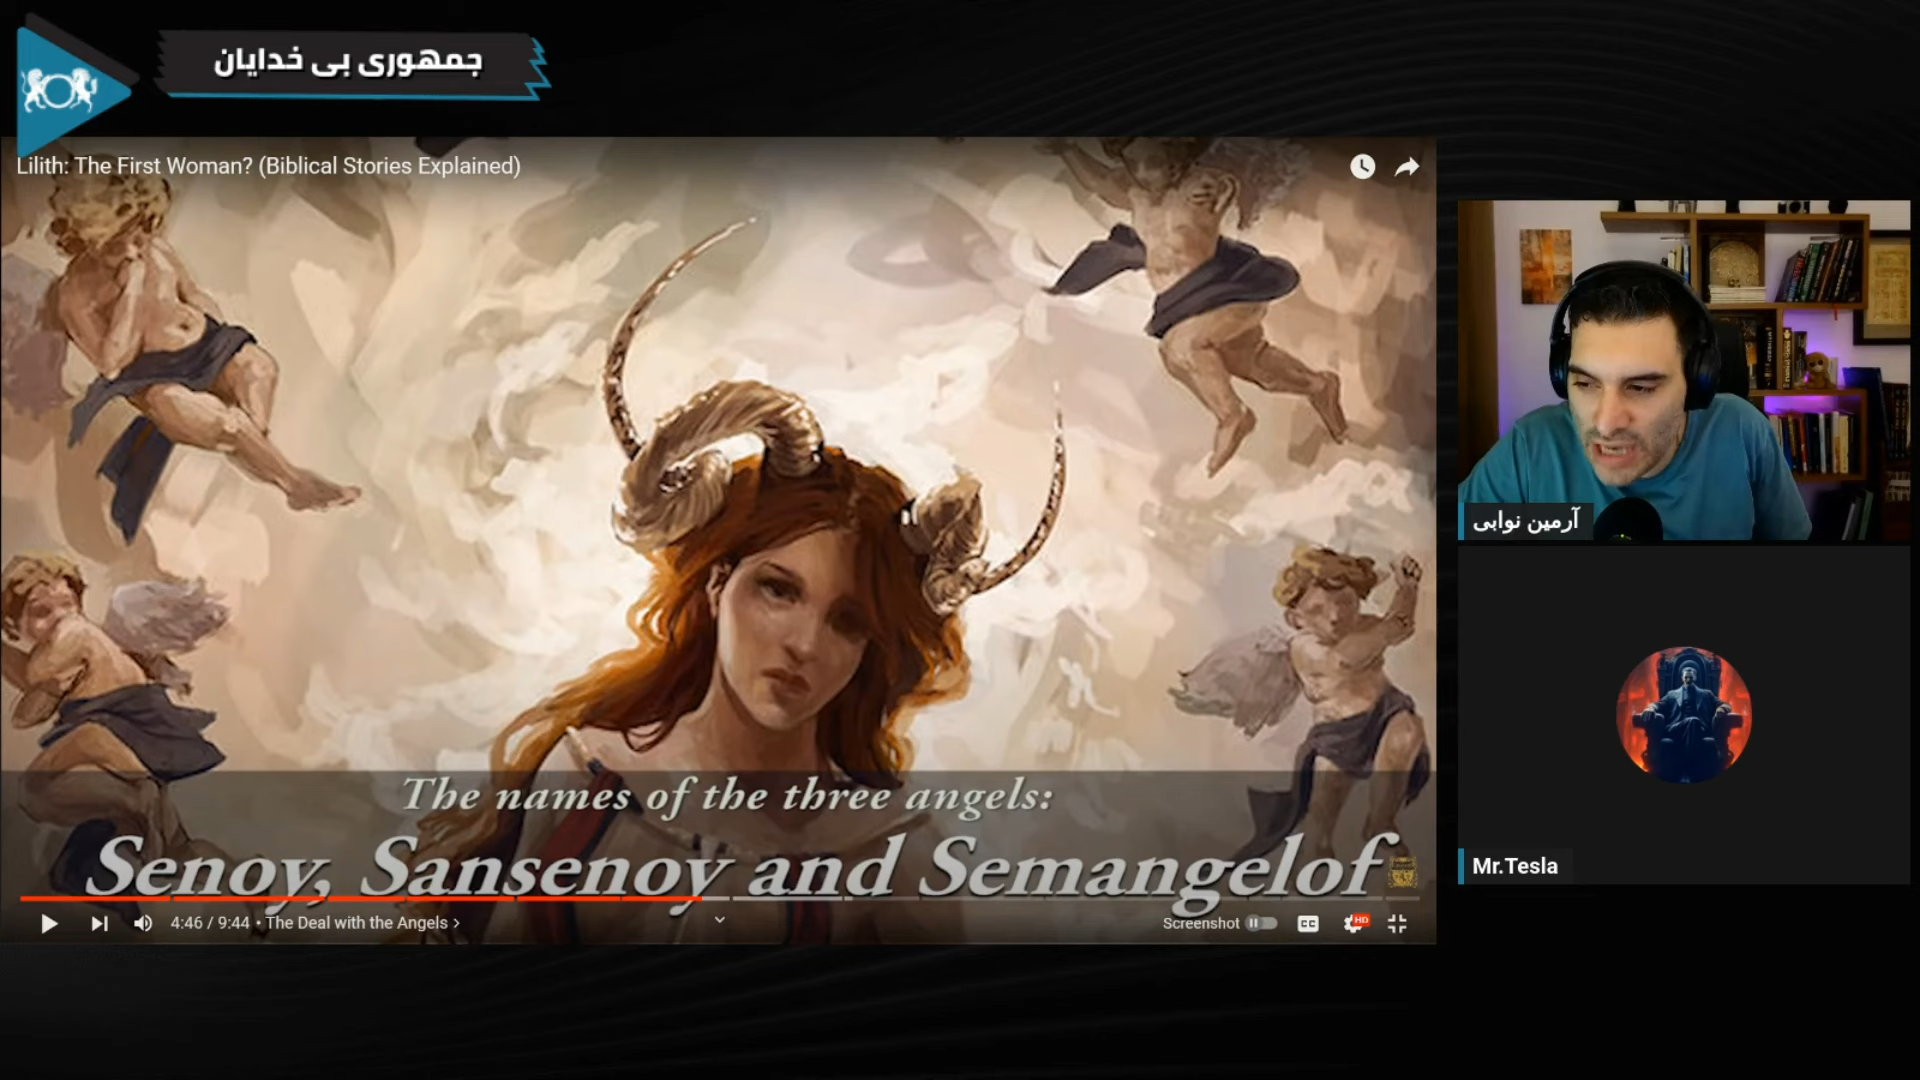 جمهوری بی خدایان
Lilith: The First Woman? (Biblical Stories Explained)
The names of the three angels:
Senoy, Sansenoy and Semangelof
4:46 / 9:44 • The Deal with the Angels
Screenshot
CC
HD
آرمین نوابی
Mr.Tesla